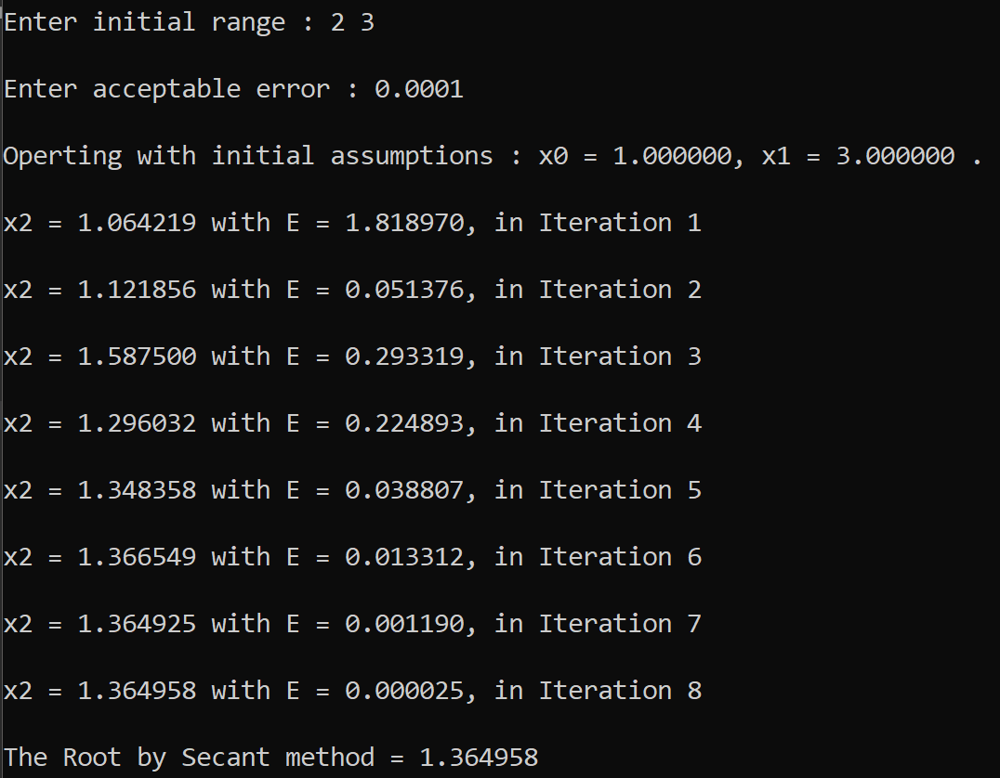 Enter initial range : 2 3
Enter acceptable error : 0.0001
Operting with initial assumptions : x0 = 1.000000, x1 = 3.000000 .
x2 = 1.064219 with E = 1.818970, in Iteration 1
x2 = 1.121856 with E = 0.051376, in Iteration 2
x2 = 1.587500 with E = 0.293319, in Iteration 3
x2 = 1.296032 with E = 0.224893, in Iteration 4
x2 = 1.348358 with E = 0.038807, in Iteration 5
x2 = 1.366549 with E = 0.013312, in Iteration 6
x2 = 1.364925 with E = 0.001190, in Iteration 7
x2 = 1.364958 with E = 0.000025, in Iteration 8
The Root by Secant method = 1.364958